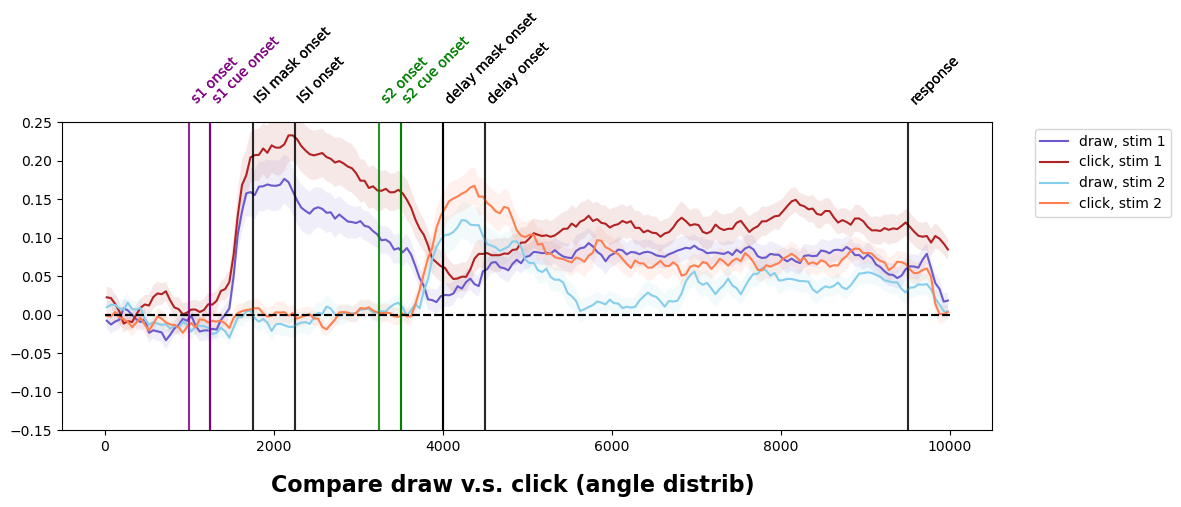 s1 onset
s1 cue onset
ISI mask onset
ISI onset
s2 onset
s2 cue onset
delay mask onset
delay onset
response
0.25
0.20
0.15
0.10
0.05
0.00
−0.05
−0.10
−0.15
0
2000
4000
6000
8000
10000
draw, stim 1
click, stim 1
draw, stim 2
click, stim 2
Compare draw v.s. click (angle distrib)